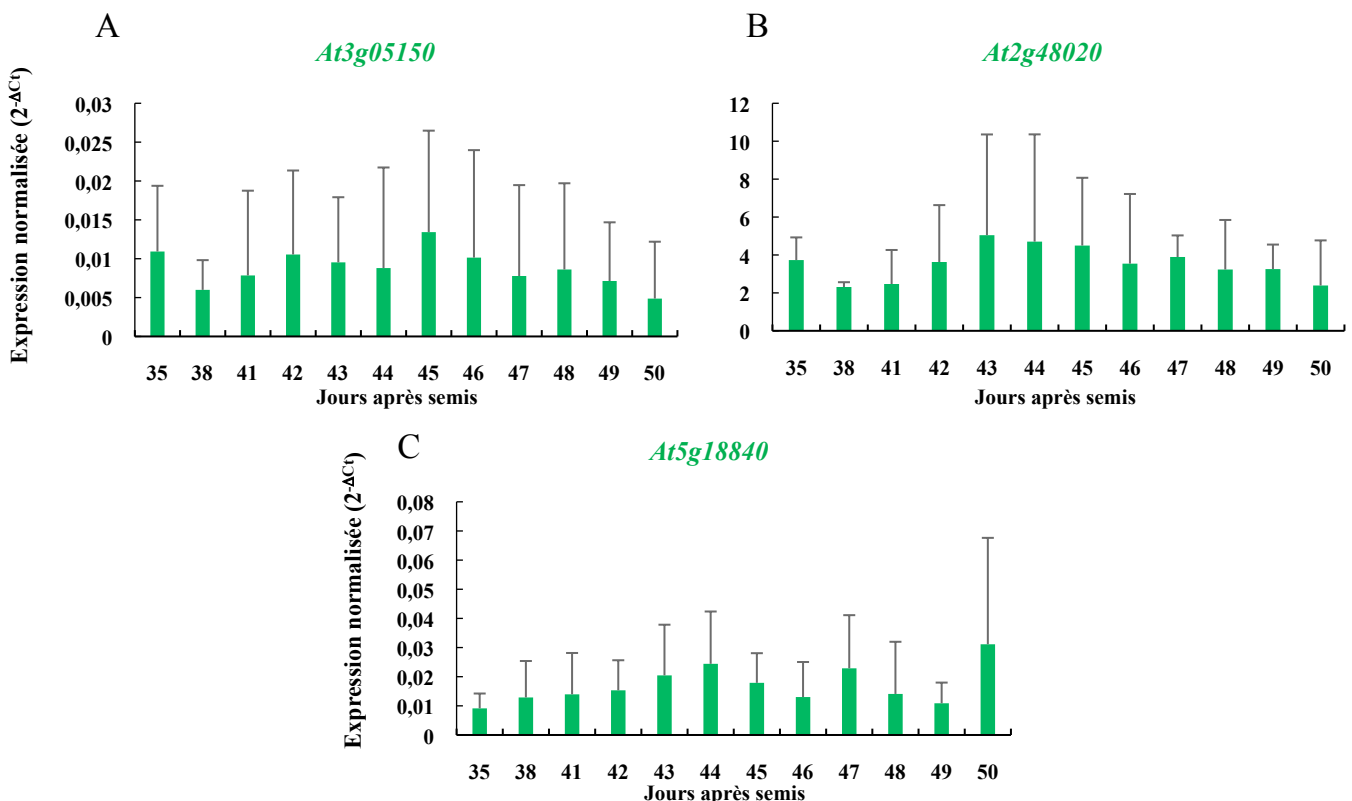 A
At3g05150
Expression normalisée (2-ΔCt)
0,03
0,025
0,02
0,015
0,01
0,005
0
35 38 41 42 43 44 45 46 47 48 49 50
Jours après semis
B
At2g48020
12
10
8
6
4
2
0
35 38 41 42 43 44 45 46 47 48 49 50
Jours après semis
C
At5g18840
Expression normalisée (2-ΔCt)
0,08
0,07
0,06
0,05
0,04
0,03
0,02
0,01
0
35 38 41 42 43 44 45 46 47 48 49 50
Jours après semis